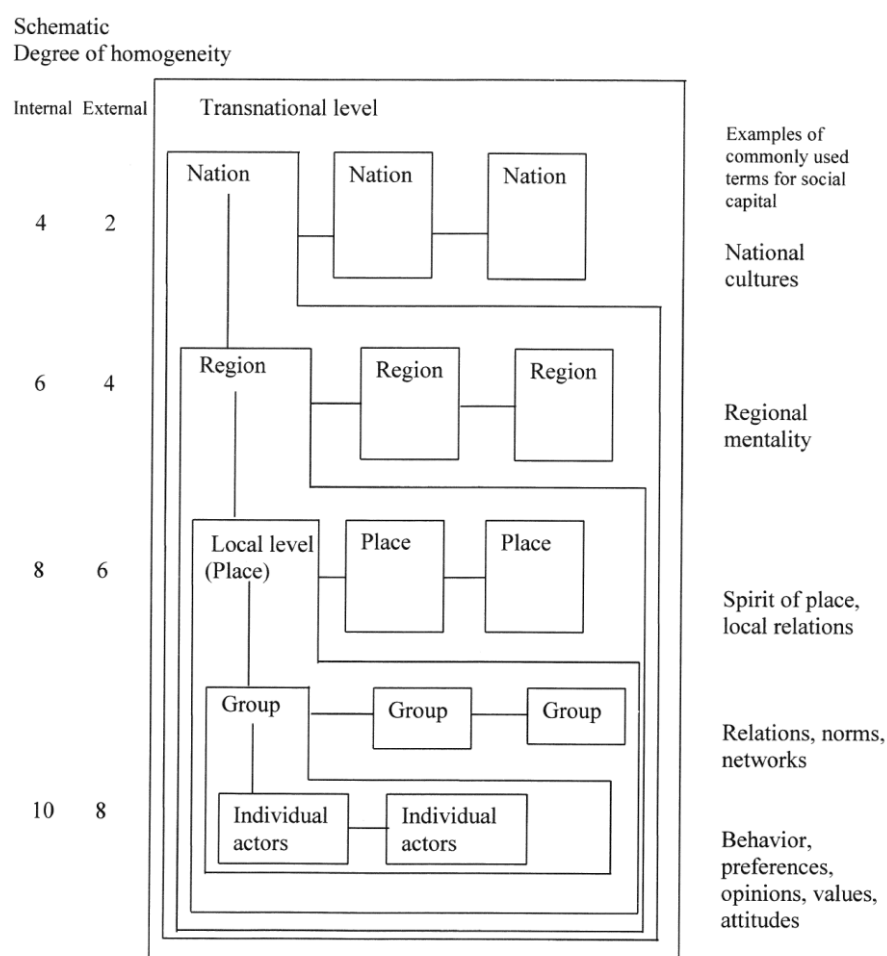 Schematic
Degree of homogeneity
Internal External
Transnational level
Examples of
commonly used
terms for social
capital
Nation
Nation
Nation
4 2
National
cultures
Region
Region
Region
6 4
Regional
mentality
Local level
(Place)
Place
Place
8 6
Spirit of place,
local relations
Group
Group
Group
Relations, norms,
networks
10 8
Individual
actors
Individual
actors
Behavior,
preferences,
opinions, values,
attitudes